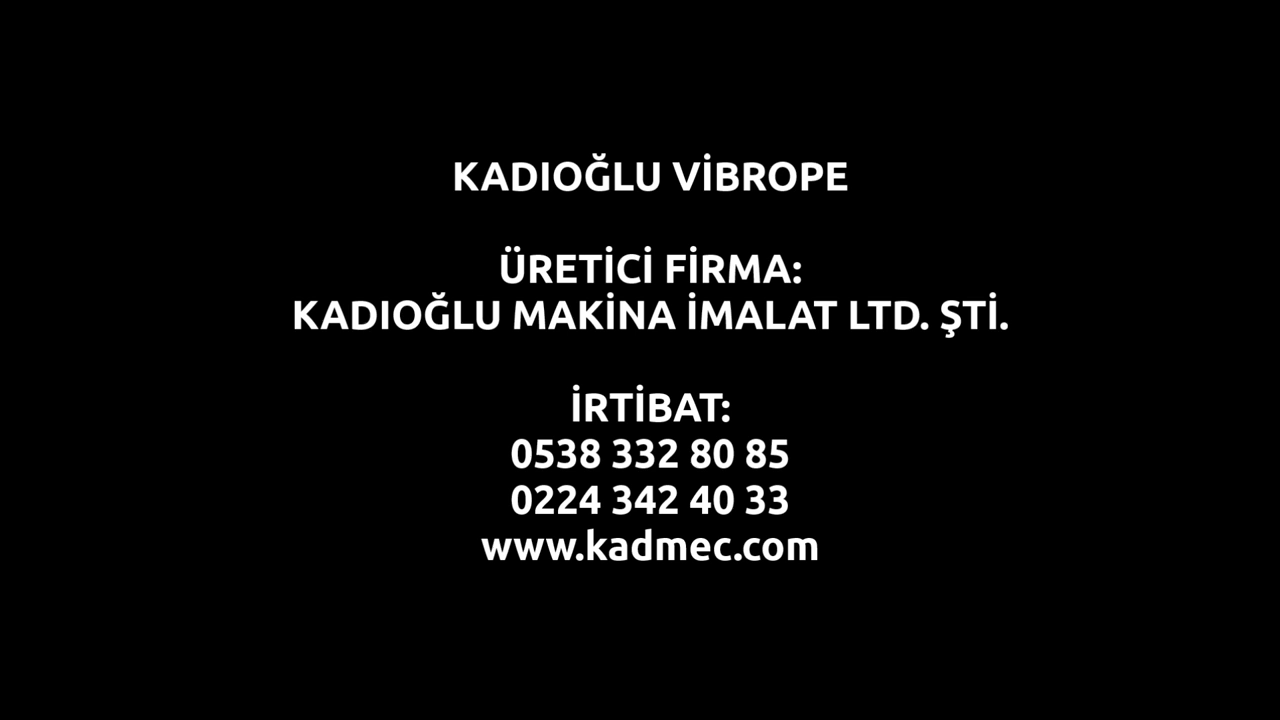 KADIOĞLU VİBROPE
ÜRETİCİ FİRMA:
KADIOĞLU MAKİNA İMALAT LTD. ŞTİ.
İRTİBAT:
0538 332 80 85
0224 342 40 33
www.kadmec.com